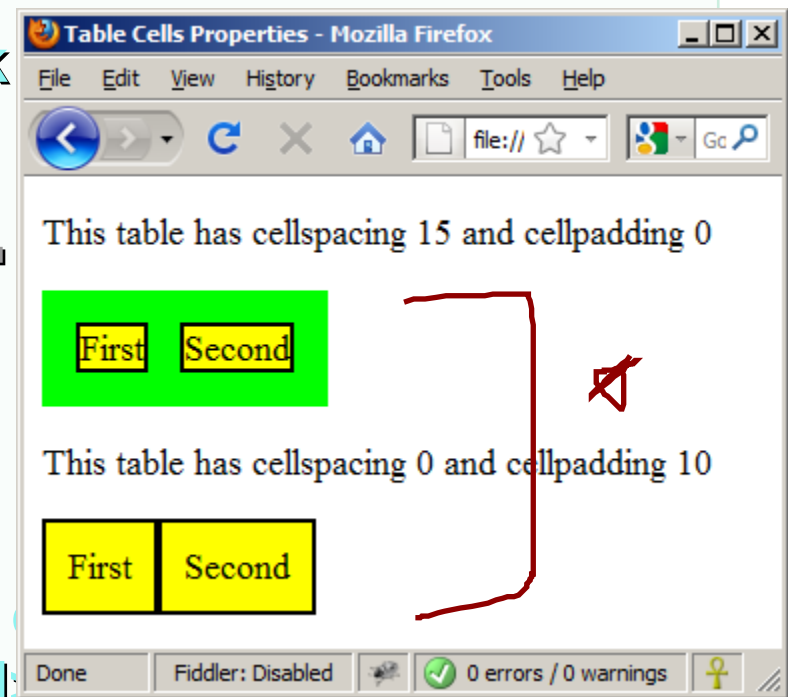 Table Cells Properties - Mozilla Firefox
File Edit View History Bookmarks Tools Help
file://
This table has cellspacing 15 and cellpadding 0
First Second
This table has cellspacing 0 and cellpadding 10
First Second
Done Fiddler: Disabled 0 errors / 0 warnings